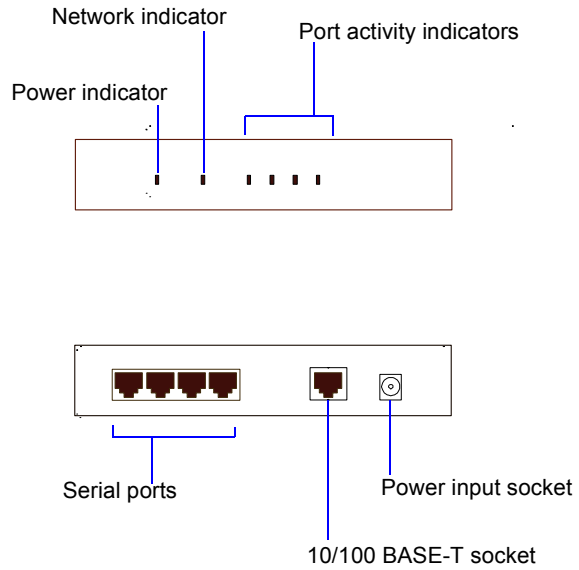 Network indicator
Port activity indicators
Power indicator
Serial ports
Power input socket
10/100 BASE-T socket